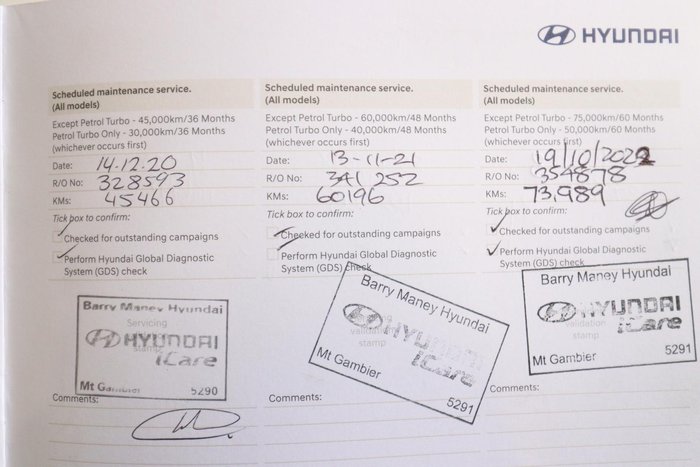 HYUNDAI
Scheduled maintenance service.
(All models)
Except Petrol Turbo - 45,000km/36 Months
Petrol Turbo Only - 30,000km/36 Months
(whichever occurs first)
Date: 14.12.20
R/O No: 328593
KMs: 45466
Tick box to confirm:
Checked for outstanding campaigns
Perform Hyundai Global Diagnostic
System (GDS) check
Barry Maney Hyundai
Servicing
HYUNDAI
stamp
iCare
Mt Gambier 5290
Comments:
Scheduled maintenance service.
(All models)
Except Petrol Turbo - 60,000km/48 Months
Petrol Turbo Only - 40,000km/48 Months
(whichever occurs first)
Date: 13-11-21
R/O No: 341 252
KMs: 60196
Tick box to confirm:
Checked for outstanding campaigns
Perform Hyundai Global Diagnostic
System (GDS) check
Barry Maney Hyundai
HYUNDAI
validation
stamp
iCare
Mt Gambier
5291
Comments:
Scheduled maintenance service.
(All models)
Except Petrol Turbo - 75,000km/60 Months
Petrol Turbo Only - 50,000km/60 Months
(whichever occurs first)
Date: 19/10/2022
R/O No: 354878
KMs: 73,989
Tick box to confirm:
Checked for outstanding campaigns
Perform Hyundai Global Diagnostic
System (GDS) check
Barry Maney Hyundai
HYUNDAI
validation
stamp
iCare
Mt Gambier 5291
Comments: